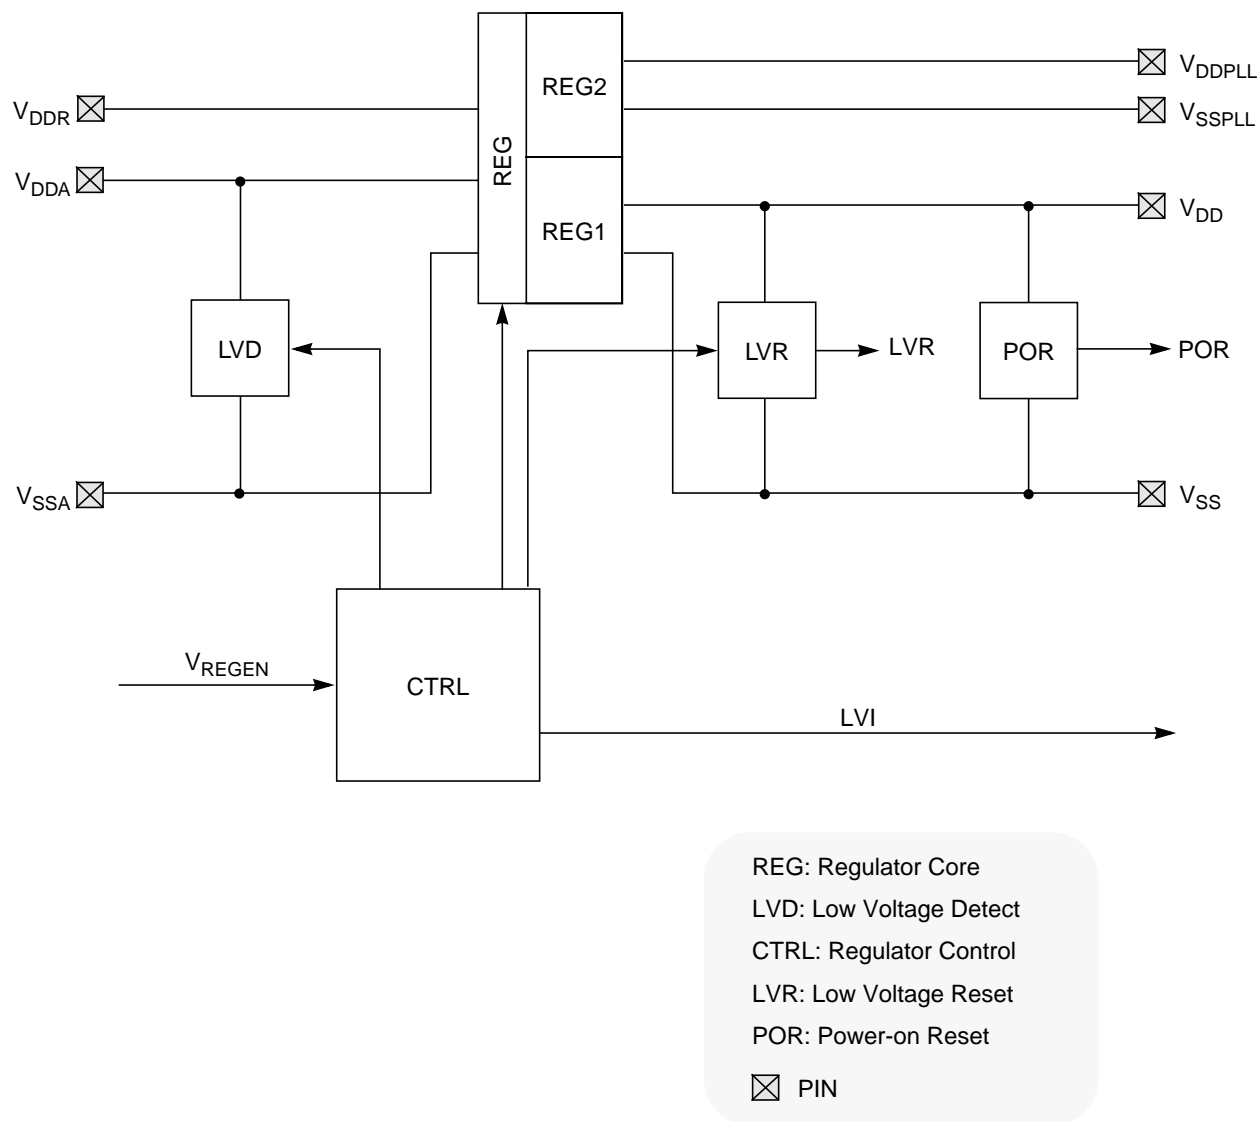 REG2
VDDPLL
VDDR
VSSPLL
REG
VDDA
VDD
REG1
LVD
LVR
LVR
POR
POR
VSSA
VSS
VREGEN
CTRL
LVI
REG: Regulator Core
LVD: Low Voltage Detect
CTRL: Regulator Control
LVR: Low Voltage Reset
POR: Power-on Reset
PIN